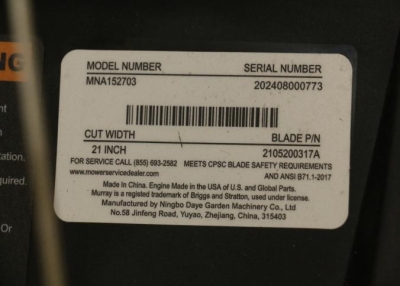 NG
MODEL NUMBER SERIAL NUMBER
MNA152703 202408000773
CUT WIDTH BLADE P/N
21 INCH 2105200317A
FOR SERVICE CALL (855) 693-2582 MEETS CPSC BLADE SAFETY REQUIREMENTS
www.mowerservicedealer.com AND ANSI B71.1-2017
Made In China. Engine Made in the USA of U.S. and Global Parts.
Murray is a registered trademark of Briggs and Stratton, used under license.
Manufactured by Ningbo Daye Garden Machinery Co., Ltd
No.58 Jinfeng Road, Yuyao, Zhejiang, China, 315403
Or